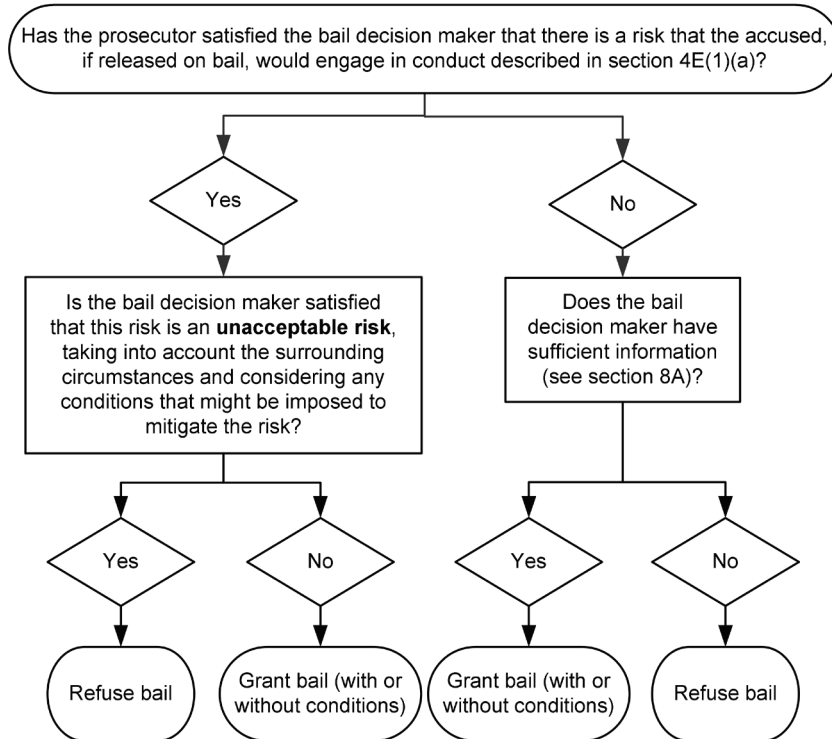 Has the prosecutor satisfied the bail decision maker that there is a risk that the accused,
if released on bail, would engage in conduct described in section 4E(1)(a)?
Yes
No
Is the bail decision maker satisfied
that this risk is an unacceptable risk,
taking into account the surrounding
circumstances and considering any
conditions that might be imposed to
mitigate the risk?
Does the bail
decision maker have
sufficient information
(see section 8A)?
Yes
No
Yes
No
Refuse bail
Grant bail (with or
without conditions)
Grant bail (with or
without conditions)
Refuse bail